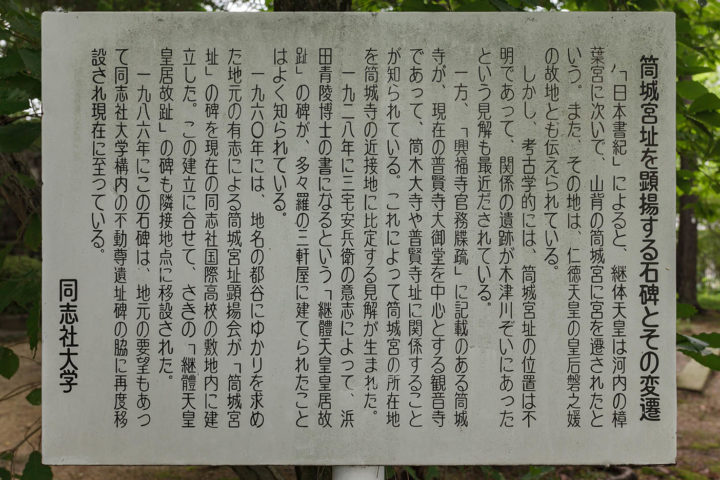 筒城宮址を顕揚する石碑とその変遷
「日本書紀」によると、継体天皇は河内の樟
葉宮に次いで、山背の筒城宮に宮を遷されたと
いう。また、その地は、仁徳天皇の皇后磐之媛
の故地とも伝えられている。
しかし、考古学的には、筒城宮址の位置は不
明であって、関係の遺跡が木津川ぞいにあった
という見解も最近だされている。
一方、「興福寺官務牒疏」に記載のある筒城
寺が、現在の普賢寺大御堂を中心とする観音寺
であって、筒木大寺や普賢寺址に関係すること
が知られている。これによって筒城宮の所在地
を筒城寺の近接地に比定する見解が生まれた。
一九二八年に三宅安兵衛の意志によって、浜
田青陵博士の書になるという「継體天皇皇居故
趾」の碑が、多々羅の三軒屋に建てられたこと
はよく知られている。
一九六〇年には、地名の都谷にゆかりを求め
た地元の有志による筒城宮址顕揚会が「筒城宮
址」の碑を現在の同志社国際高校の敷地内に建
立した。この建立に合せて、さきの「継體天皇
皇居故趾」の碑も隣接地点に移設された。
一九八六年にこの石碑は、地元の要望もあっ
て同志社大学構内の不動尊遺址碑の脇に再度移
設され現在に至っている。
同志社大学